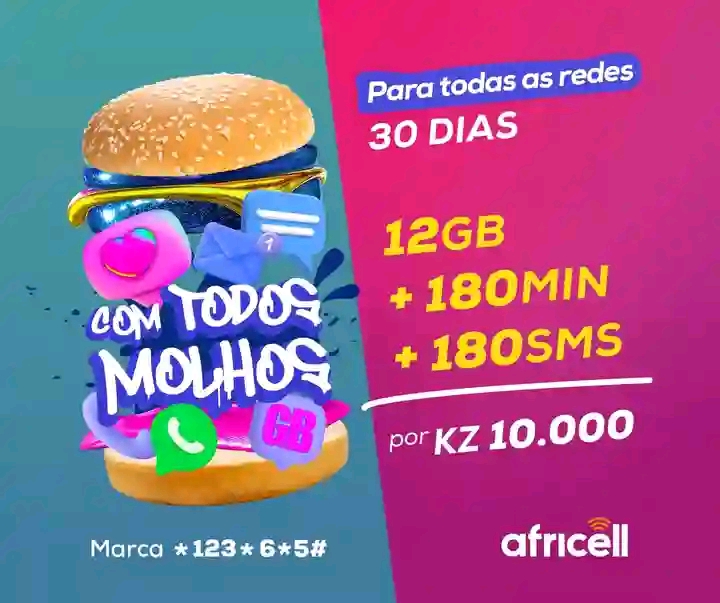 Para todas as redes
30 DIAS
12GB
+ 180MIN
+ 180SMS
por KZ 10.000
1
COM TODOS
MOLHOS
GB
Marca *123*6*5#
africell